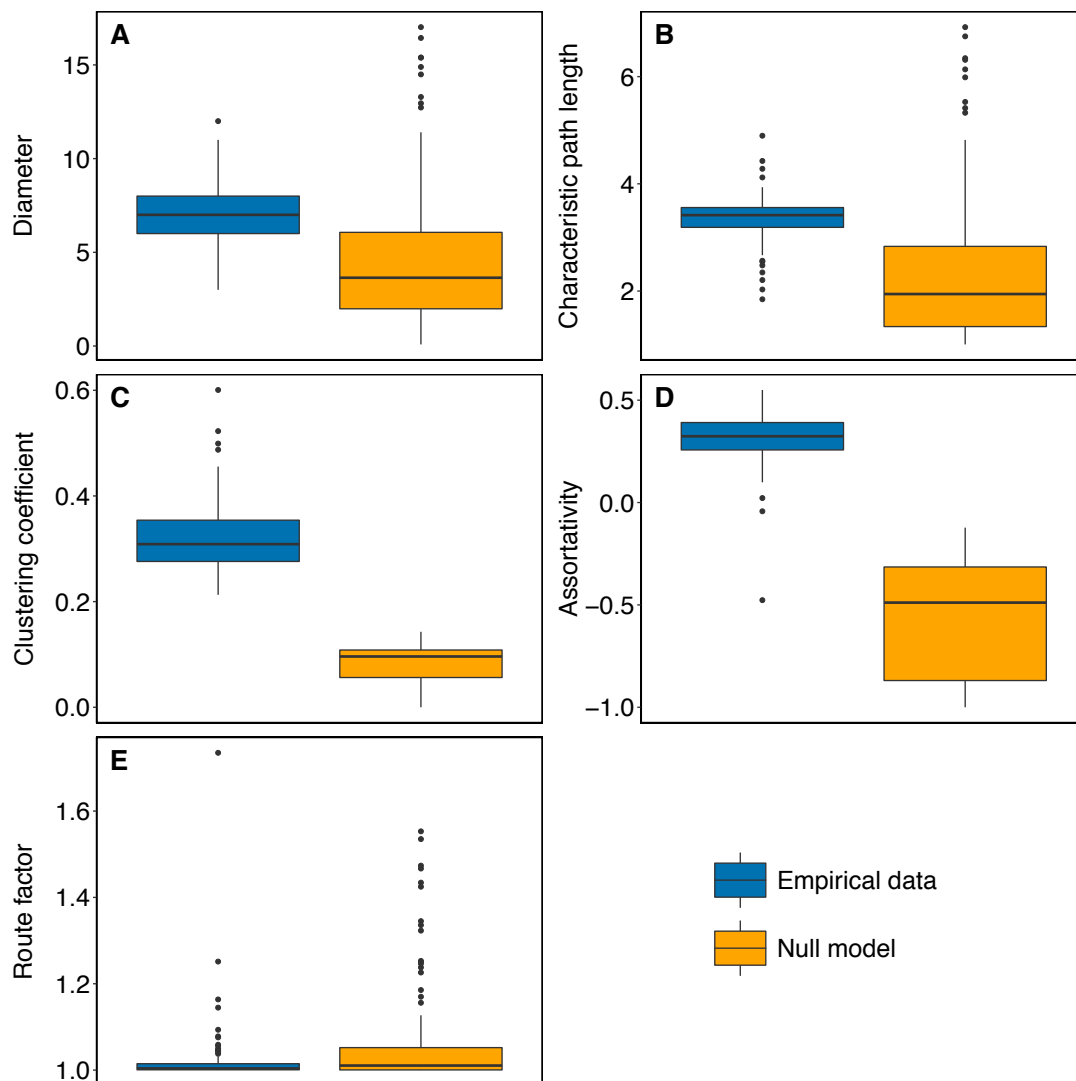 A
Diameter
15
10
5
0
B
Characteristic path length
6
4
2
C
Clustering coefficient
0.6
0.4
0.2
0.0
D
Assortativity
0.5
0.0
−0.5
−1.0
E
Route factor
1.6
1.4
1.2
1.0
Empirical data
Null model